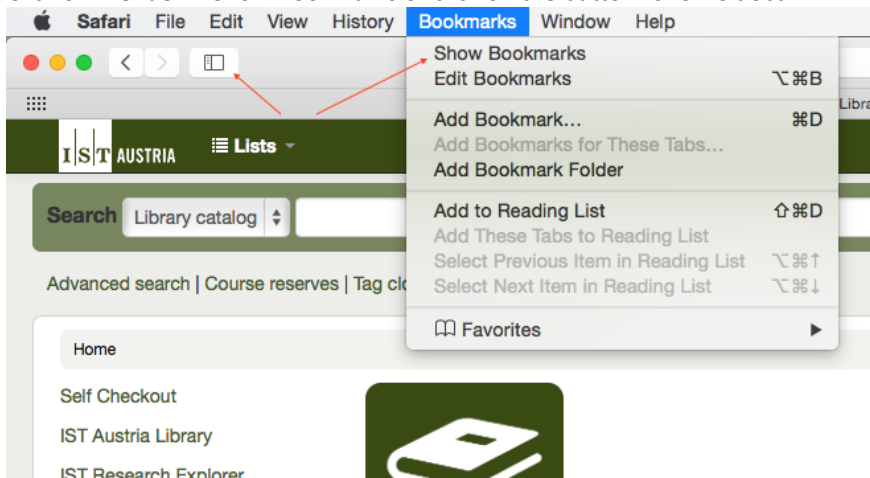 Safari File Edit View History Bookmarks Window Help
Show Bookmarks
Edit Bookmarks ⌥⌘B
Libra
Add Bookmark... ⌘D
Add Bookmarks for These Tabs...
Add Bookmark Folder
IST AUSTRIA Lists
Add to Reading List ⇧⌘D
Add These Tabs to Reading List
Select Previous Item in Reading List ⌥⌘↑
Select Next Item in Reading List ⌥⌘↓
Favorites
Search Library catalog
Advanced search | Course reserves | Tag clo
Home
Self Checkout
IST Austria Library
IST Research Explorer